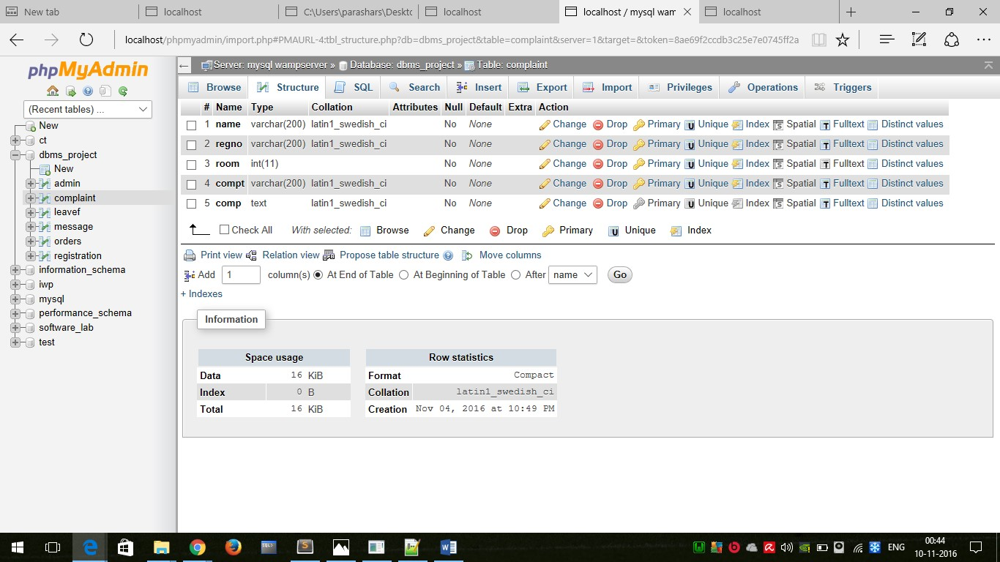 New tab localhost C:\Users\parashars\Deskto localhost localhost / mysql wam localhost
localhost/phpmyadmin/import.php#PMAURL-4:tbl_structure.php?db=dbms_project&table=complaint&server=1&target=&token=8ae69f2ccdb3c25e7e0745ff2a
phpMyAdmin
(Recent tables) ...
New
ct
dbms_project
New
admin
complaint
leavef
message
orders
registration
information_schema
iwp
mysql
performance_schema
software_lab
test
Server: mysql wampserver » Database: dbms_project » Table: complaint
Browse Structure SQL Search Insert Export Import Privileges Operations Triggers
# Name Type Collation Attributes Null Default Extra Action
1 name varchar(200) latin1_swedish_ci No None Change Drop Primary Unique Index Spatial Fulltext Distinct values
2 regno varchar(200) latin1_swedish_ci No None Change Drop Primary Unique Index Spatial Fulltext Distinct values
3 room int(11) No None Change Drop Primary Unique Index Spatial Fulltext Distinct values
4 compt varchar(200) latin1_swedish_ci No None Change Drop Primary Unique Index Spatial Fulltext Distinct values
5 comp text latin1_swedish_ci No None Change Drop Primary Unique Index Spatial Fulltext Distinct values
Check All With selected: Browse Change Drop Primary Unique Index
Print view Relation view Propose table structure Move columns
Add 1 column(s) At End of Table At Beginning of Table After name Go
+ Indexes
Information
Space usage
Data 16 KiB
Index 0 B
Total 16 KiB
Row statistics
Format Compact
Collation latin1_swedish_ci
Creation Nov 04, 2016 at 10:49 PM
ENG 00:44
10-11-2016